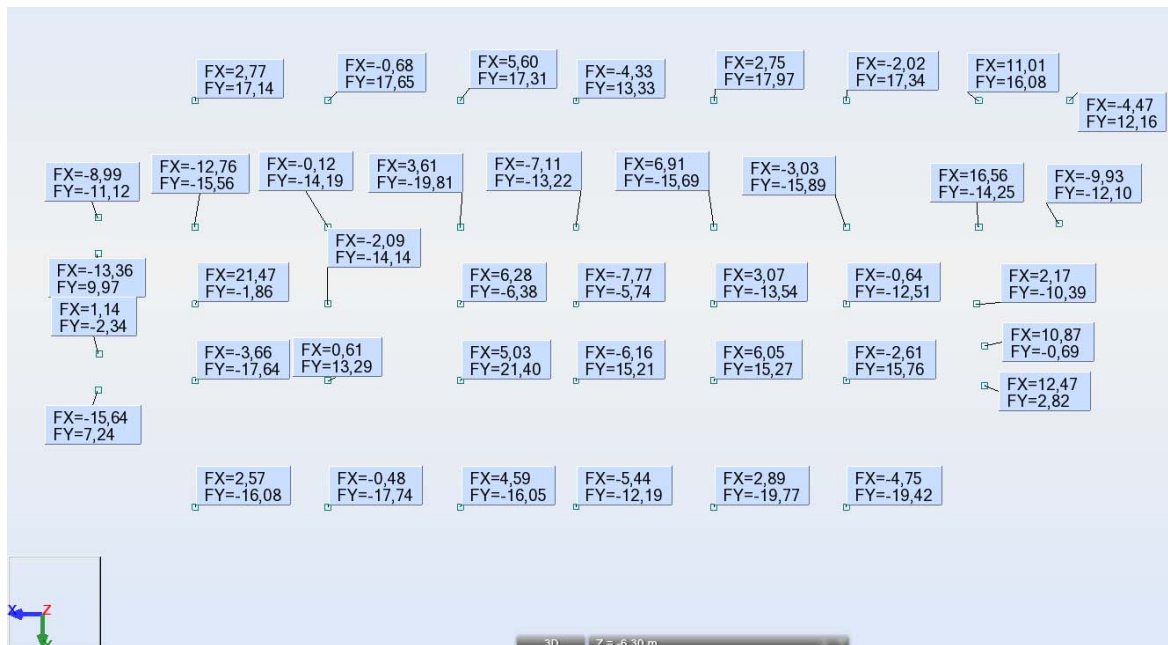 FX=2,77
FY=17,14
FX=-0,68
FY=17,65
FX=5,60
FY=17,31
FX=-4,33
FY=13,33
FX=2,75
FY=17,97
FX=-2,02
FY=17,34
FX=11,01
FY=16,08
FX=-4,47
FY=12,16
FX=-8,99
FY=-11,12
FX=-12,76
FY=-15,56
FX=-0,12
FY=-14,19
FX=3,61
FY=-19,81
FX=-7,11
FY=-13,22
FX=6,91
FY=-15,69
FX=-3,03
FY=-15,89
FX=16,56
FY=-14,25
FX=-9,93
FY=-12,10
FX=-2,09
FY=-14,14
FX=-13,36
FY=9,97
FX=21,47
FY=-1,86
FX=6,28
FY=-6,38
FX=-7,77
FY=-5,74
FX=3,07
FY=-13,54
FX=-0,64
FY=-12,51
FX=2,17
FY=-10,39
FX=1,14
FY=-2,34
FX=-3,66
FY=-17,64
FX=0,61
FY=13,29
FX=5,03
FY=21,40
FX=-6,16
FY=15,21
FX=6,05
FY=15,27
FX=-2,61
FY=15,76
FX=10,87
FY=-0,69
FX=12,47
FY=2,82
FX=-15,64
FY=7,24
FX=2,57
FY=-16,08
FX=-0,48
FY=-17,74
FX=4,59
FY=-16,05
FX=-5,44
FY=-12,19
FX=2,89
FY=-19,77
FX=-4,75
FY=-19,42
X Z
Y
3D Z = -6,30 m